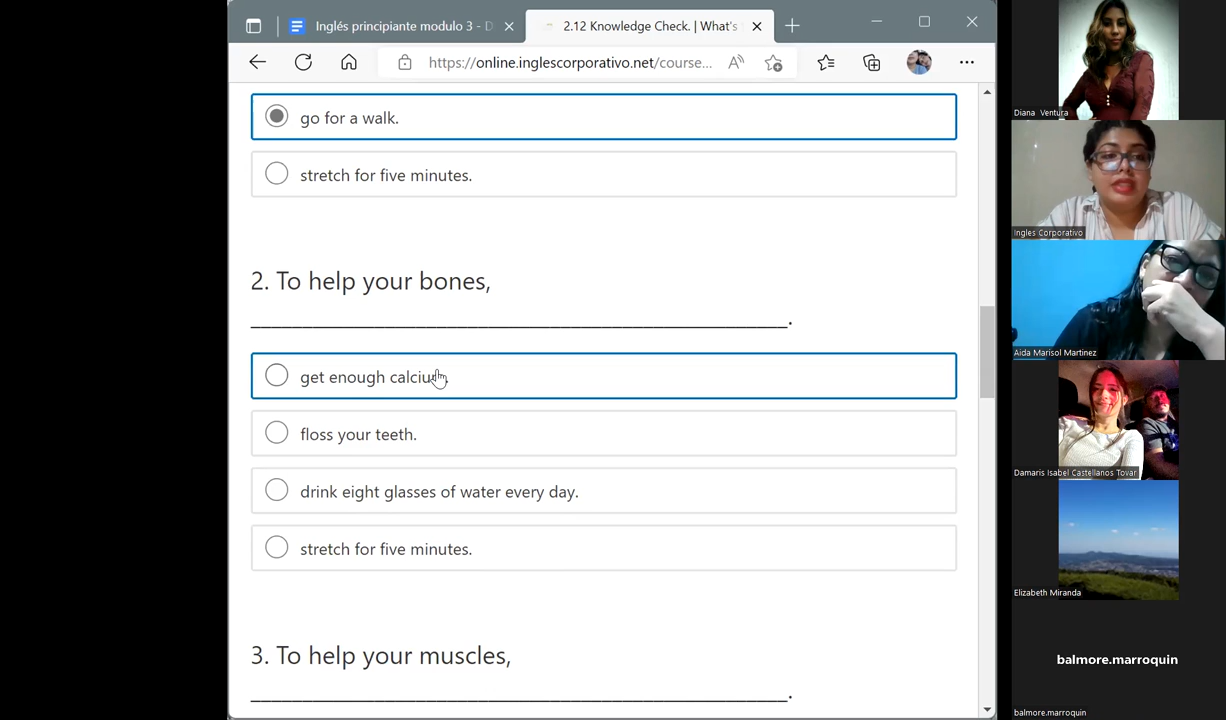 Inglés principiante modulo 3 - D
2.12 Knowledge Check. | What's
https://online.inglescorporativo.net/course...
go for a walk.
stretch for five minutes.
2. To help your bones,
______________________________________________.
get enough calcium.
floss your teeth.
drink eight glasses of water every day.
stretch for five minutes.
3. To help your muscles,
______________________________________________.
Diana Ventura
Ingles Corporativo
Aida Marisol Martinez
Damaris Isabel Castellanos Tovar
Elizabeth Miranda
balmore.marroquin
balmore.marroquin